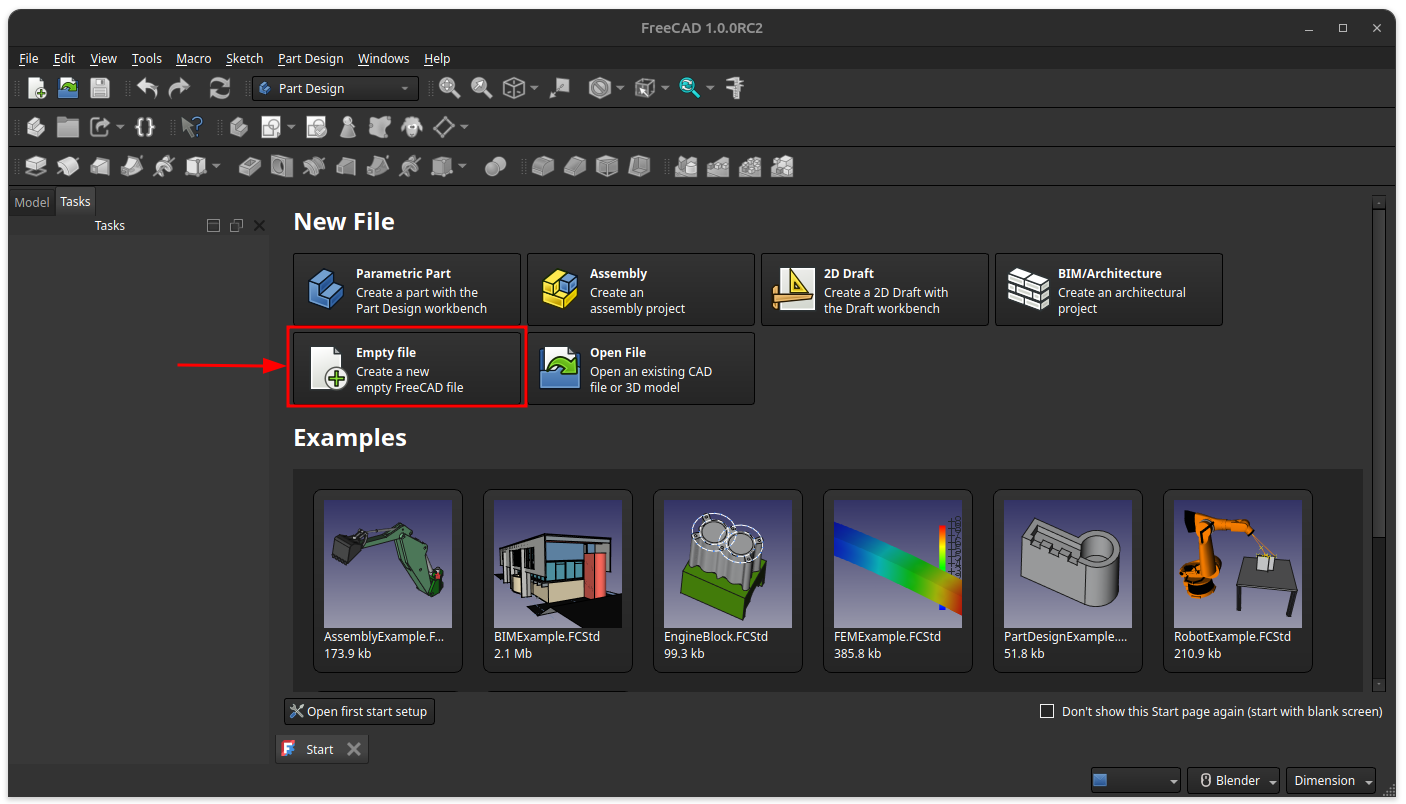 FreeCAD 1.0.0RC2
File Edit View Tools Macro Sketch Part Design Windows Help
Part Design
Model Tasks
Tasks
New File
Parametric Part
Create a part with the
Part Design workbench
Assembly
Create an
assembly project
2D Draft
Create a 2D Draft with
the Draft workbench
BIM/Architecture
Create an architectural
project
Empty file
Create a new
empty FreeCAD file
Open File
Open an existing CAD
file or 3D model
Examples
AssemblyExample.F...
173.9 kb
BIMExample.FCStd
2.1 Mb
EngineBlock.FCStd
99.3 kb
FEMExample.FCStd
385.8 kb
PartDesignExample....
51.8 kb
RobotExample.FCStd
210.9 kb
Open first start setup
Don't show this Start page again (start with blank screen)
Start
Blender
Dimension